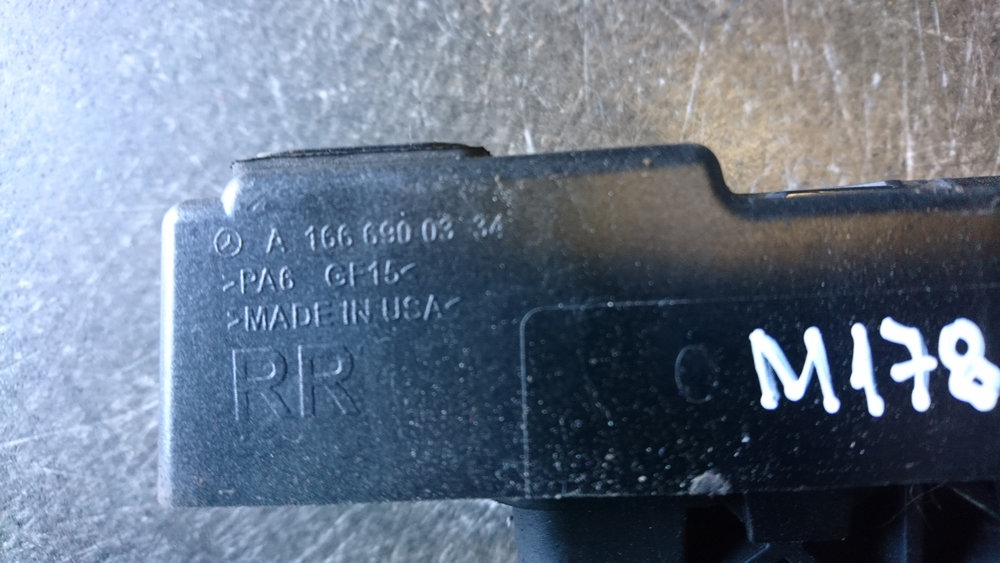 A 166 690 03 34
>PA6 GF15<
>MADE IN USA<
RR
M178